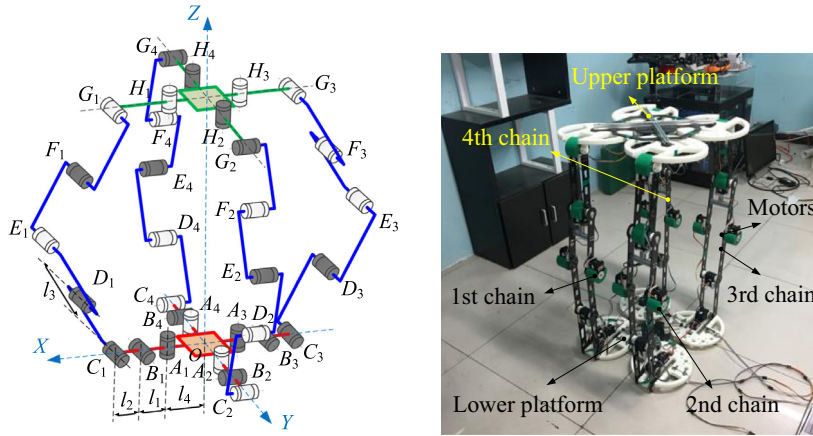 Z
G4
H4
H1
H3
G3
G1
F4
H2
G2
F1
F3
E4
F2
E3
E1
D4
E2
D1
D3
l3
C4
B4
A4
A3
D2
X
O
C1
B1
A1
A2
B3
C3
B2
C2
l2
l1
l4
Y
Upper platform
4th chain
Motors
1st chain
3rd chain
Lower platform
2nd chain